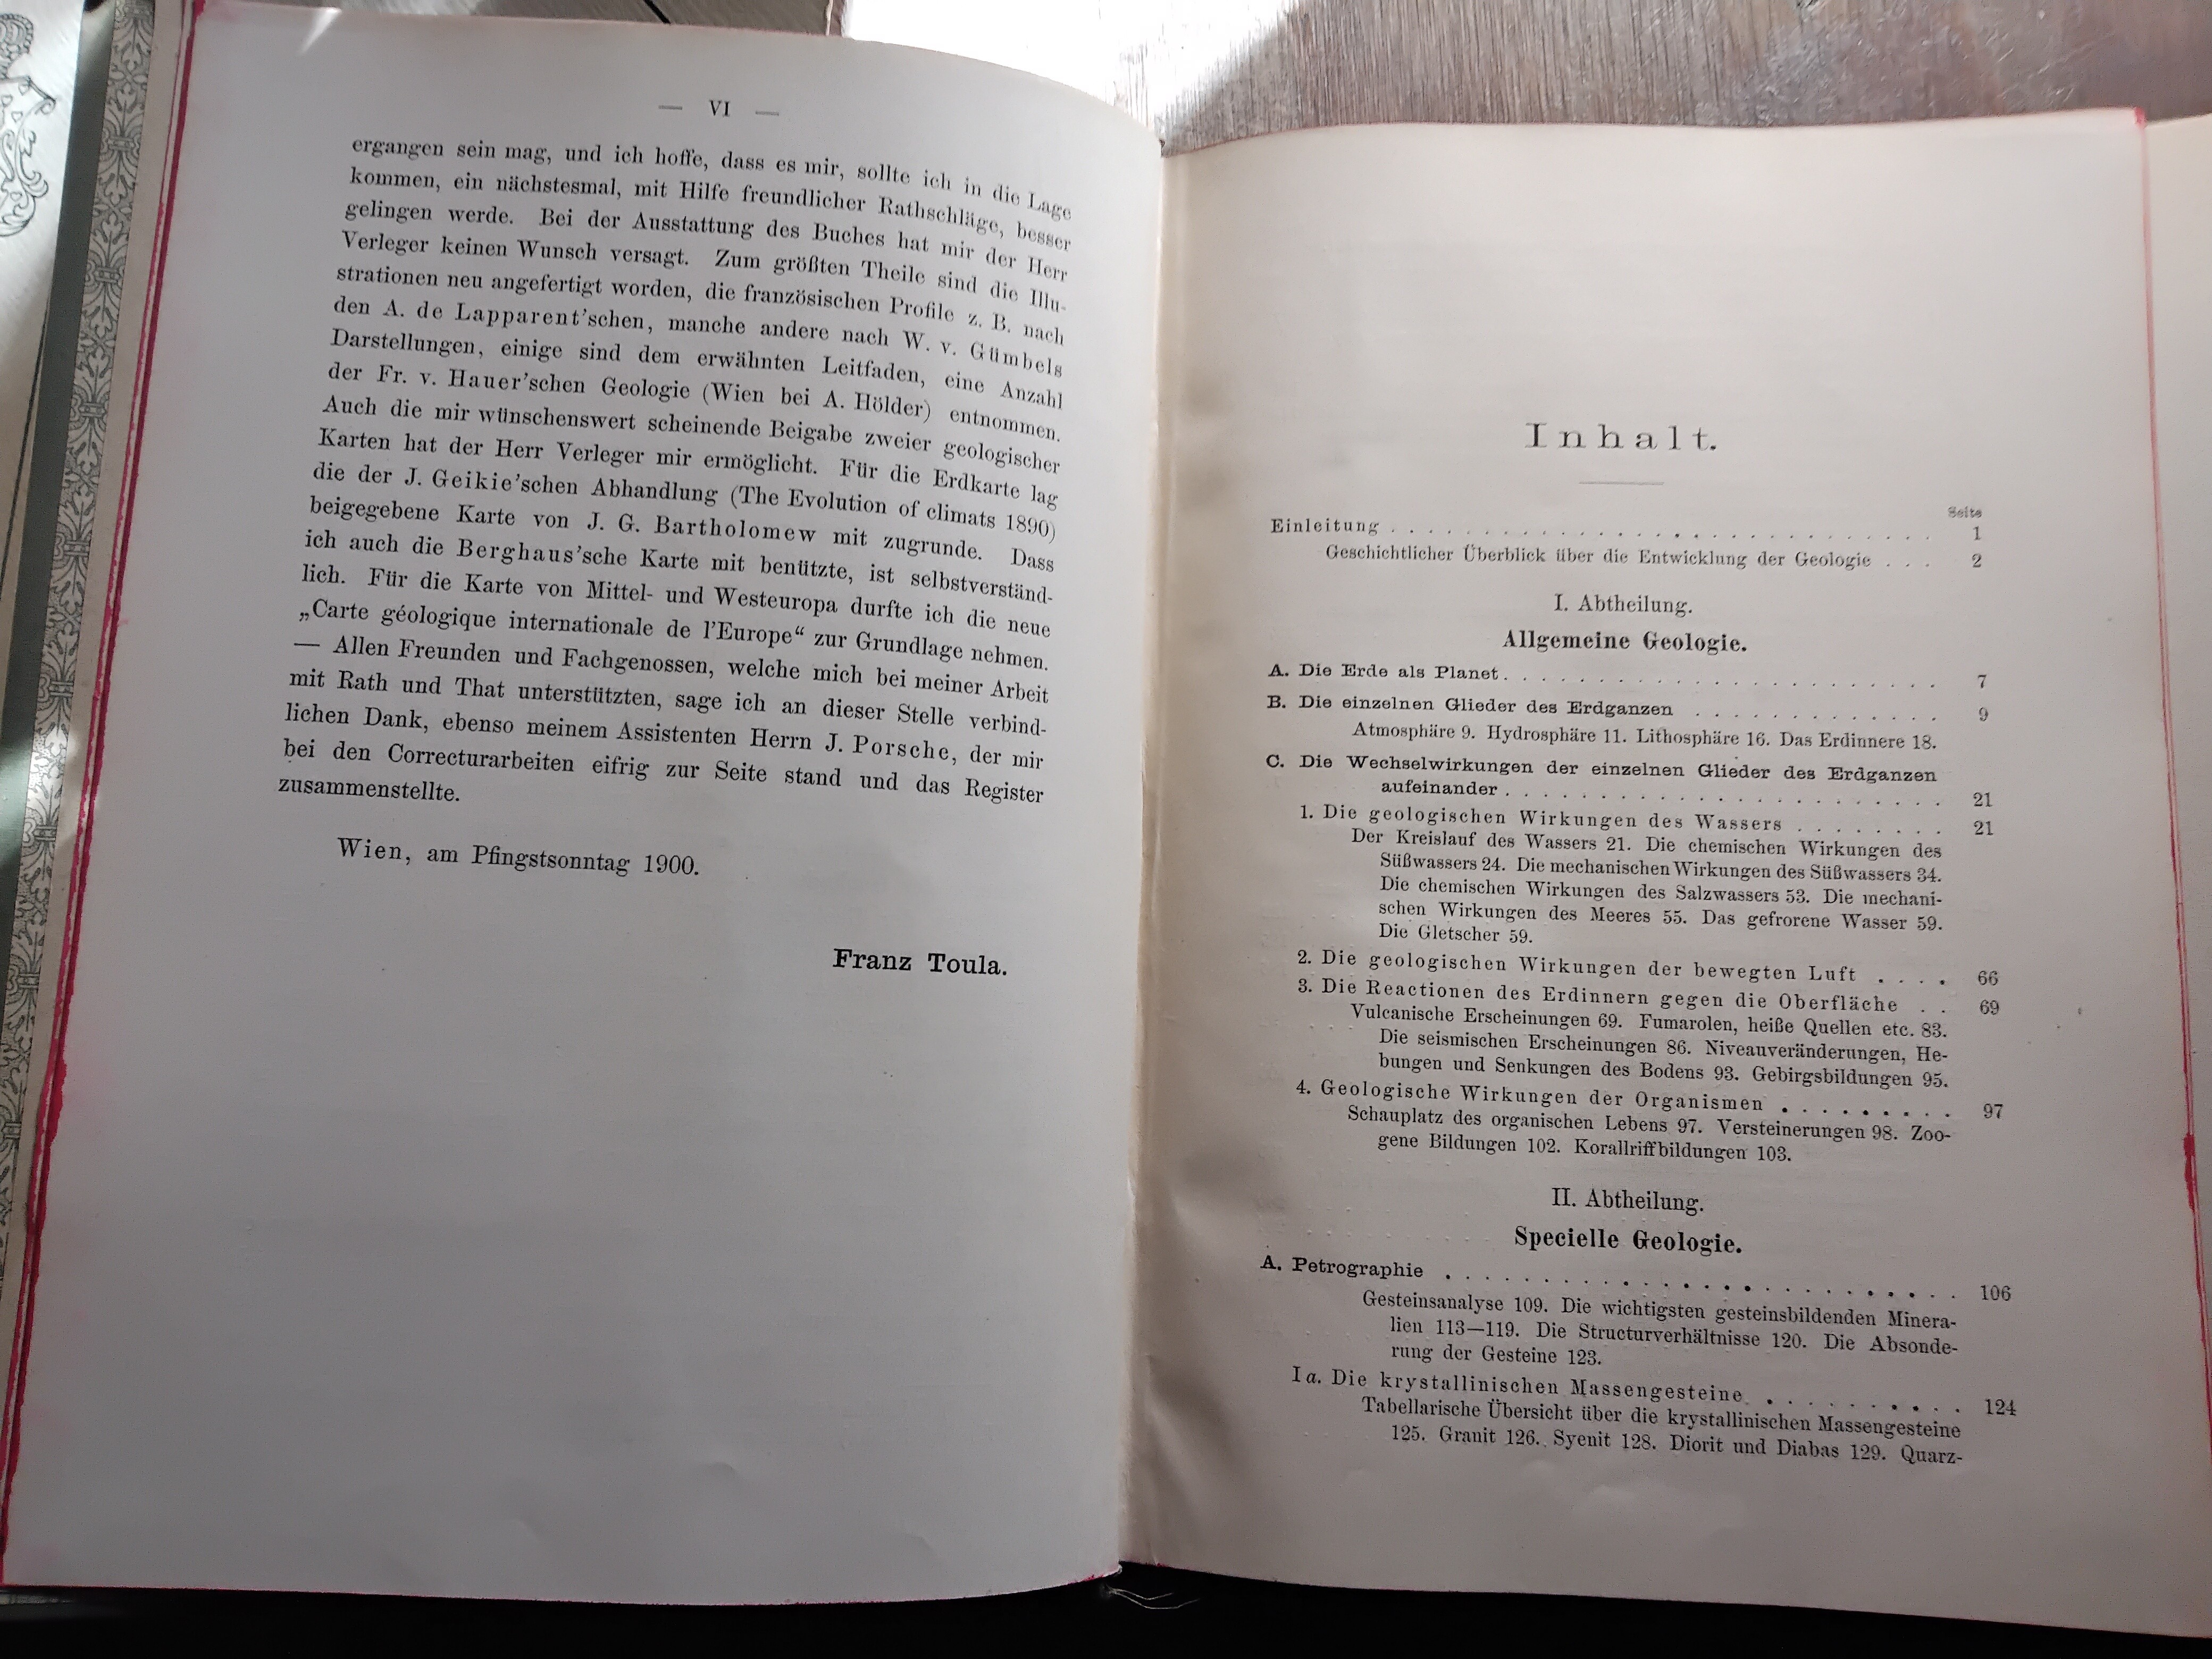 — VI —
ergangen sein mag, und ich hoffe, dass es mir, sollte ich in die Lage
kommen, ein nächstesmal, mit Hilfe freundlicher Rathschläge, besser
gelingen werde. Bei der Ausstattung des Buches hat mir der Herr
Verleger keinen Wunsch versagt. Zum größten Theile sind die Illu-
strationen neu angefertigt worden, die französischen Profile z. B. nach
den A. de Lapparent'schen, manche andere nach W. v. Gümbels
Darstellungen, einige sind dem erwähnten Leitfaden, eine Anzahl
der Fr. v. Hauer'schen Geologie (Wien bei A. Hölder) entnommen.
Auch die mir wünschenswert scheinende Beigabe zweier geologischer
Karten hat der Herr Verleger mir ermöglicht. Für die Erdkarte lag
die der J. Geikie'schen Abhandlung (The Evolution of climats 1890)
beigegebene Karte von J. G. Bartholomew mit zugrunde. Dass
ich auch die Berghaus'sche Karte mit benützte, ist selbstverständ-
lich. Für die Karte von Mittel- und Westeuropa durfte ich die neue
„Carte géologique internationale de l'Europe“ zur Grundlage nehmen.
— Allen Freunden und Fachgenossen, welche mich bei meiner Arbeit
mit Rath und That unterstützten, sage ich an dieser Stelle verbind-
lichen Dank, ebenso meinem Assistenten Herrn J. Porsche, der mir
bei den Correcturarbeiten eifrig zur Seite stand und das Register
zusammenstellte.
Wien, am Pfingstsonntag 1900.
Franz Toula.
Inhalt.
Seite
Einleitung . . . . . . . . . . . . . . . . . . . . . . . . 1
Geschichtlicher Überblick über die Entwicklung der Geologie . . . 2
I. Abtheilung.
Allgemeine Geologie.
A. Die Erde als Planet . . . . . . . . . . . . . . . . . . . . 7
B. Die einzelnen Glieder des Erdganzen . . . . . . . . . . . . . 9
Atmosphäre 9. Hydrosphäre 11. Lithosphäre 16. Das Erdinnere 18.
C. Die Wechselwirkungen der einzelnen Glieder des Erdganzen
aufeinander . . . . . . . . . . . . . . . . . . . . . . 21
1. Die geologischen Wirkungen des Wassers . . . . . . . . 21
Der Kreislauf des Wassers 21. Die chemischen Wirkungen des
Süßwassers 24. Die mechanischen Wirkungen des Süßwassers 34.
Die chemischen Wirkungen des Salzwassers 53. Die mechani-
schen Wirkungen des Meeres 55. Das gefrorene Wasser 59.
Die Gletscher 59.
2. Die geologischen Wirkungen der bewegten Luft . . . . 66
3. Die Reactionen des Erdinnern gegen die Oberfläche . . 69
Vulcanische Erscheinungen 69. Fumarolen, heiße Quellen etc. 83.
Die seismischen Erscheinungen 86. Niveauveränderungen, He-
bungen und Senkungen des Bodens 93. Gebirgsbildungen 95.
4. Geologische Wirkungen der Organismen . . . . . . . . . 97
Schauplatz des organischen Lebens 97. Versteinerungen 98. Zoo-
gene Bildungen 102. Korallriffbildungen 103.
II. Abtheilung.
Specielle Geologie.
A. Petrographie . . . . . . . . . . . . . . . . . . . . . . . . 106
Gesteinsanalyse 109. Die wichtigsten gesteinsbildenden Minera-
lien 113—119. Die Structurverhältnisse 120. Die Absonde-
rung der Gesteine 123.
Ia. Die krystallinischen Massengesteine . . . . . . . . . . 124
Tabellarische Übersicht über die krystallinischen Massengesteine
125. Granit 126. Syenit 128. Diorit und Diabas 129. Quarz-